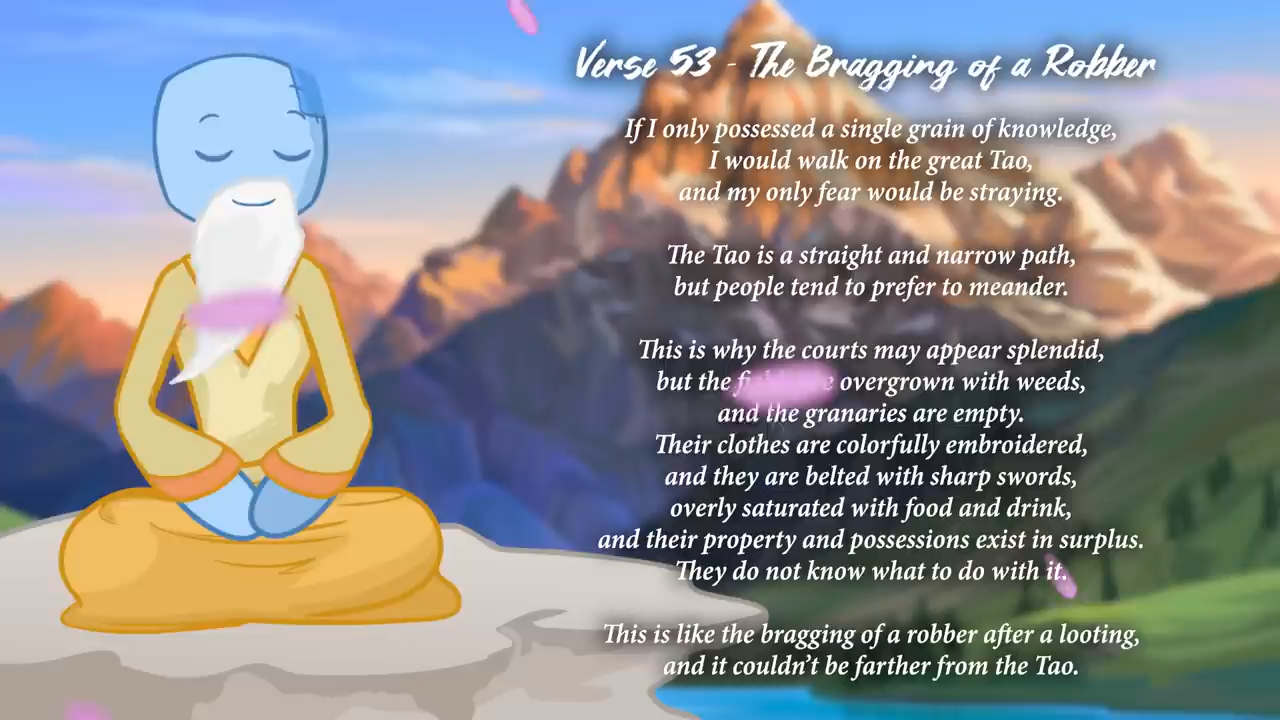 Verse 53 - The Bragging of a Robber
If I only possessed a single grain of knowledge,
I would walk on the great Tao,
and my only fear would be straying.
The Tao is a straight and narrow path,
but people tend to prefer to meander.
This is why the courts may appear splendid,
but the overgrown with weeds,
and the granaries are empty.
Their clothes are colorfully embroidered,
and they are belted with sharp swords,
overly saturated with food and drink,
and their property and possessions exist in surplus.
They do not know what to do with it.
This is like the bragging of a robber after a looting,
and it couldn't be farther from the Tao.